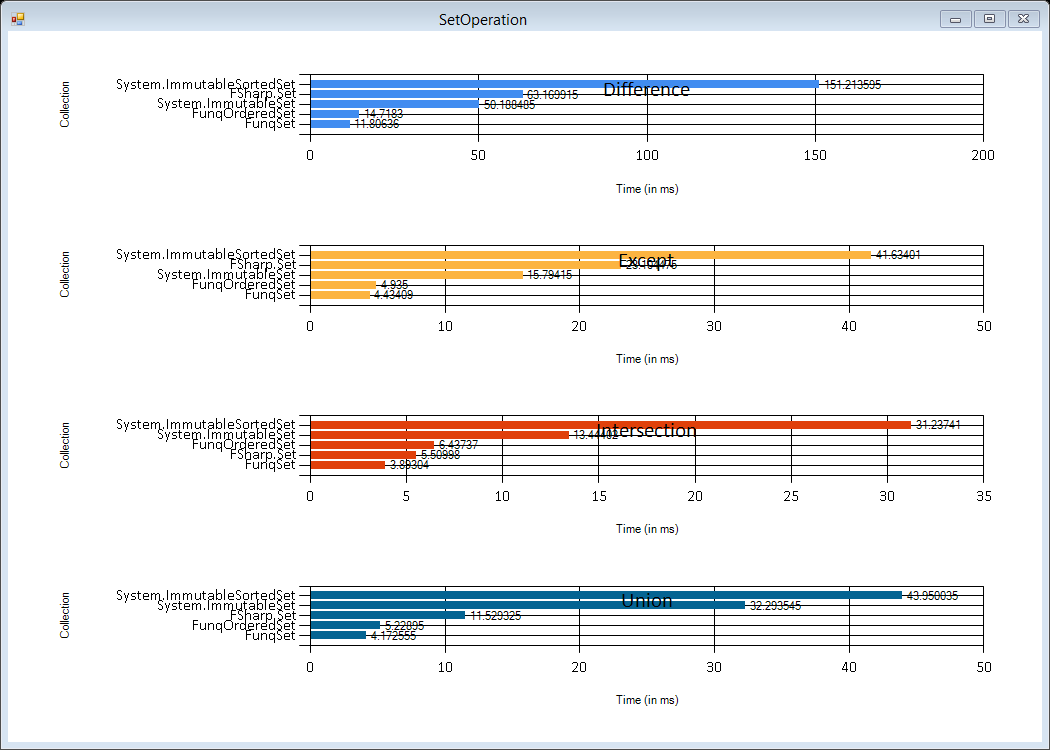 SetOperation
Difference
Collection
System.ImmutableSortedSet 151.213595
FSharp.Set 63.169915
System.ImmutableSet 50.188485
FunqOrderedSet 14.7183
FunqSet 11.80636
0 50 100 150 200
Time (in ms)
Except
Collection
System.ImmutableSortedSet 41.63401
FSharp.Set
System.ImmutableSet 15.79415
FunqOrderedSet 4.935
FunqSet 4.43409
0 10 20 30 40 50
Time (in ms)
Intersection
Collection
System.ImmutableSortedSet 31.23741
System.ImmutableSet
FunqOrderedSet 6.43737
FSharp.Set 5.50998
FunqSet 3.89304
0 5 10 15 20 25 30 35
Time (in ms)
Union
Collection
System.ImmutableSortedSet 43.950035
System.ImmutableSet 32.293545
FSharp.Set 11.529325
FunqOrderedSet 5.22895
FunqSet 4.172555
0 10 20 30 40 50
Time (in ms)